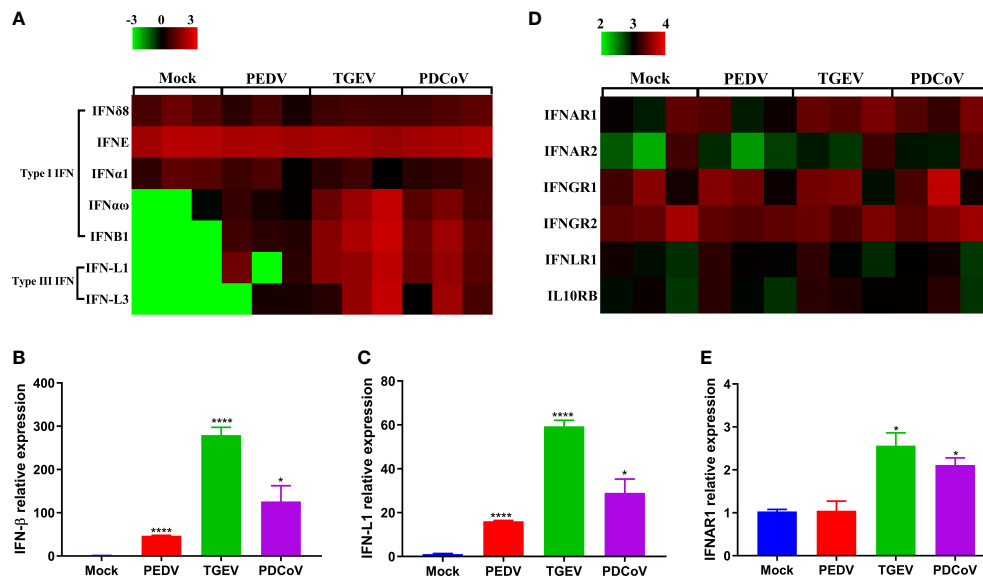 A
-3 0 3
Mock PEDV TGEV PDCoV
IFNδ8
IFNE
Type I IFN
IFNα1
IFNαω
IFNB1
Type III IFN
IFN-L1
IFN-L3
D
2 3 4
Mock PEDV TGEV PDCoV
IFNAR1
IFNAR2
IFNGR1
IFNGR2
IFNLR1
IL10RB
B
IFN-β relative expression
400
300
200
100
0
****
****
*
Mock PEDV TGEV PDCoV
C
IFN-L1 relative expression
80
60
40
20
0
****
****
*
Mock PEDV TGEV PDCoV
E
IFNAR1 relative expression
4
3
2
1
0
*
*
Mock PEDV TGEV PDCoV